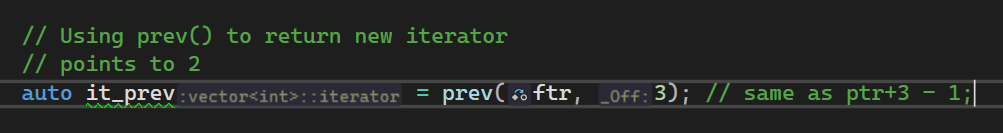 // Using prev() to return new iterator
// points to 2
auto it_prev:vector<int>::iterator = prev(ftr, _Off:3); // same as ptr+3 - 1;